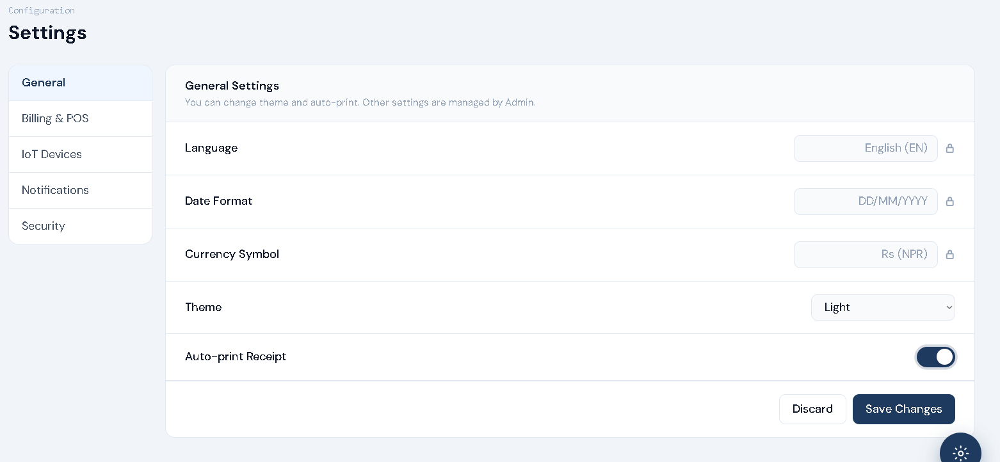 Configuration
Settings
General
Billing & POS
IoT Devices
Notifications
Security
General Settings
You can change theme and auto-print. Other settings are managed by Admin.
Language
English (EN)
Date Format
DD/MM/YYYY
Currency Symbol
Rs (NPR)
Theme
Light
Auto-print Receipt
Discard
Save Changes